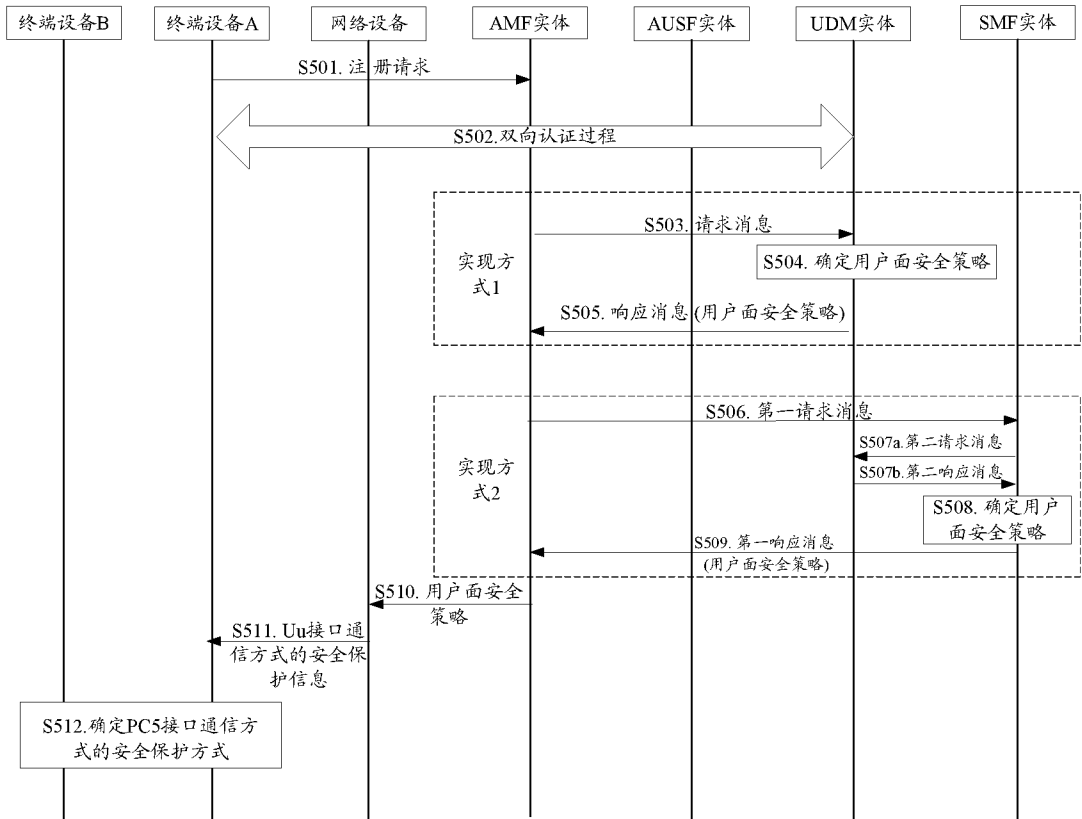 终端设备B
终端设备A
网络设备
AMF实体
AUSF实体
UDM实体
SMF实体
S501. 注册请求
S502.双向认证过程
S503. 请求消息
实现方
式1
S504. 确定用户面安全策略
S505. 响应消息 (用户面安全策略)
S506. 第一请求消息
S507a.第二请求消息
实现方
式2
S507b.第二响应消息
S508. 确定用户
面安全策略
S509. 第一响应消息
(用户面安全策略)
S510. 用户面安全
策略
S511. Uu接口通
信方式的安全保
护信息
S512.确定PC5接口通信方
式的安全保护方式